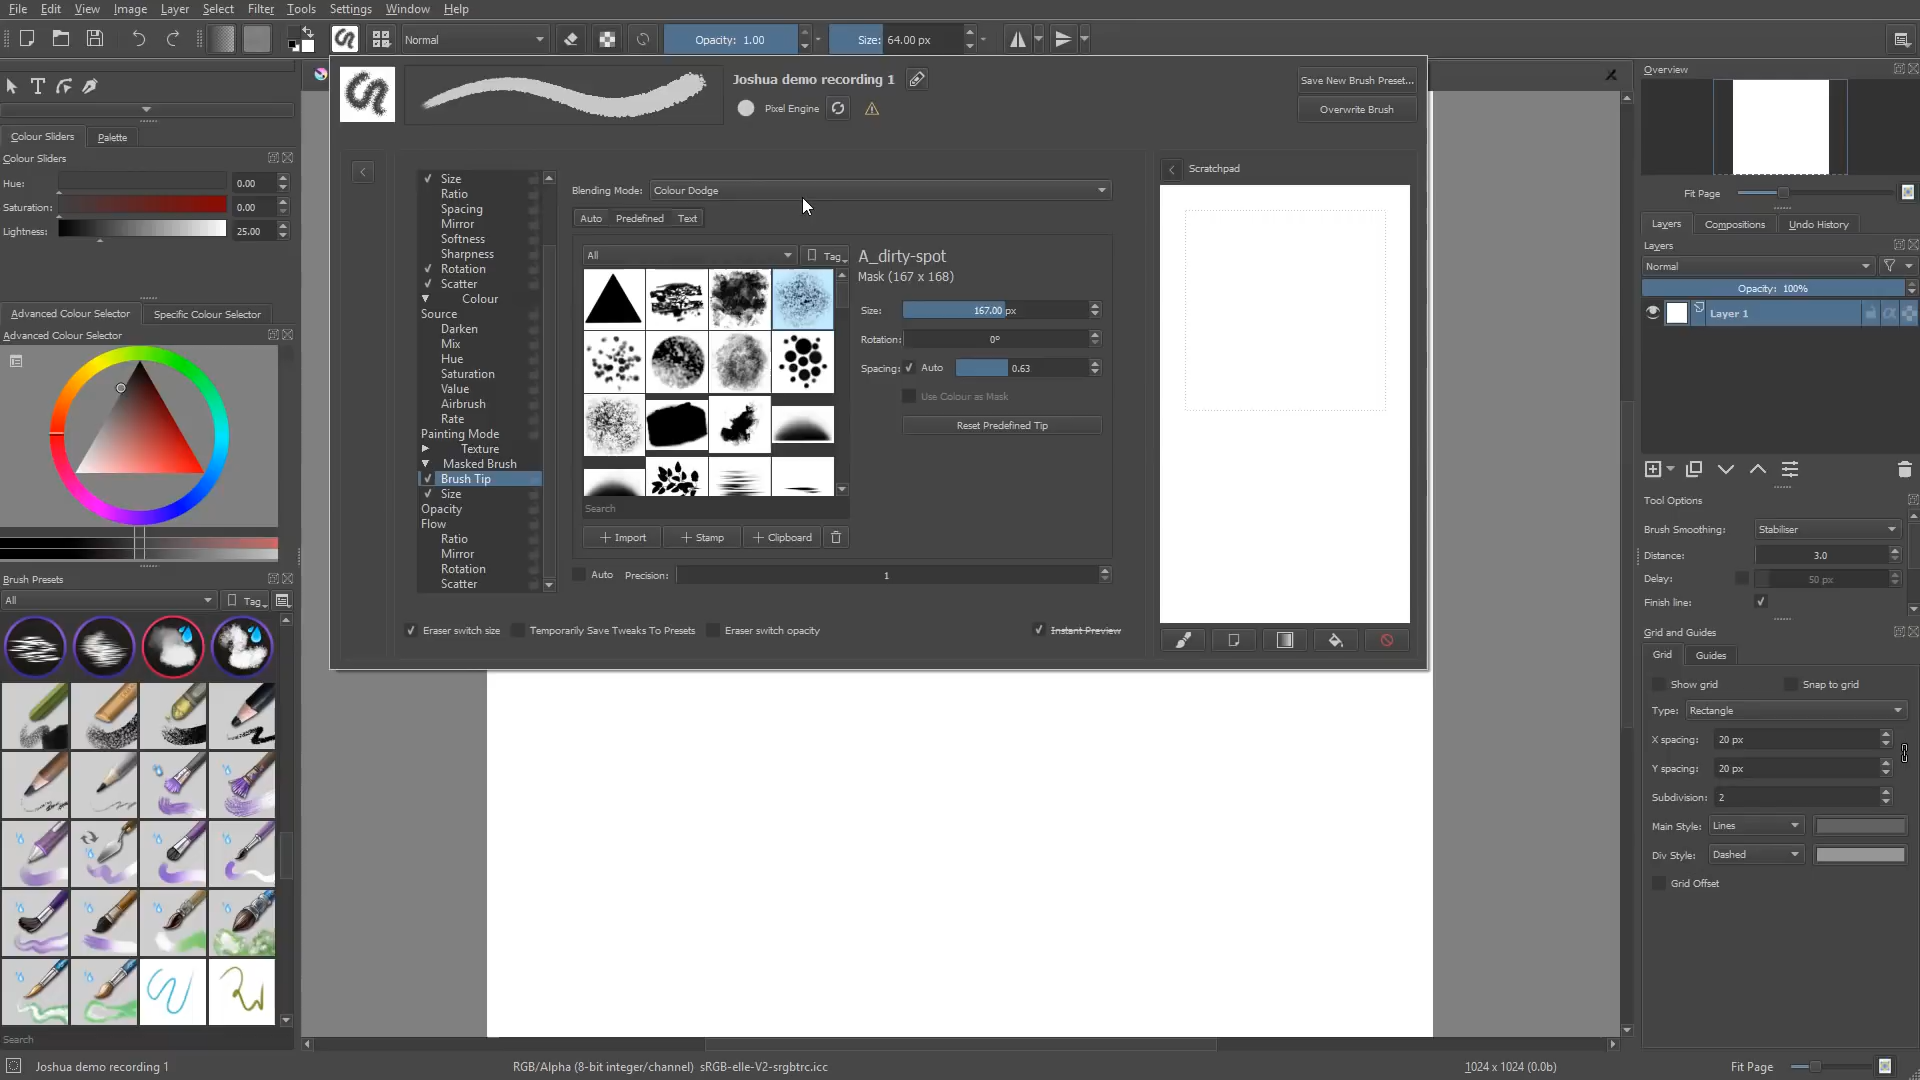 File Edit View Image Layer Select Filter Tools Settings Window Help
Normal Opacity: 1.00 Size: 64.00 px
Joshua demo recording 1
Pixel Engine
Save New Brush Preset...
Overwrite Brush
Colour Sliders Palette
Colour Sliders
Hue: 0.00
Saturation: 0.00
Lightness: 25.00
Advanced Colour Selector Specific Colour Selector
Advanced Colour Selector
Brush Presets
All Tag
Search
Size
Ratio
Spacing
Mirror
Softness
Sharpness
Rotation
Scatter
Colour
Source
Darken
Mix
Hue
Saturation
Value
Airbrush
Rate
Painting Mode
Texture
Masked Brush
Brush Tip
Size
Opacity
Flow
Ratio
Mirror
Rotation
Scatter
Blending Mode: Colour Dodge
Auto Predefined Text
All Tag
A_dirty-spot
Mask (167 x 168)
Size: 167.00 px
Rotation: 0°
Spacing: Auto 0.63
Use Colour as Mask
Reset Predefined Tip
Search
Import Stamp Clipboard
Auto Precision: 1
Eraser switch size Temporarily Save Tweaks To Presets Eraser switch opacity Instant Preview
Scratchpad
Overview
Fit Page
Layers Compositions Undo History
Layers
Normal
Opacity: 100%
Layer 1
Tool Options
Brush Smoothing: Stabiliser
Distance: 3.0
Delay: 50 px
Finish line:
Grid and Guides
Grid Guides
Show grid Snap to grid
Type: Rectangle
X spacing: 20 px
Y spacing: 20 px
Subdivision: 2
Main Style: Lines
Div Style: Dashed
Grid Offset
Joshua demo recording 1 RGB/Alpha (8-bit integer/channel) sRGB-elle-V2-srgbtrc.icc 1024 x 1024 (0.0b) Fit Page